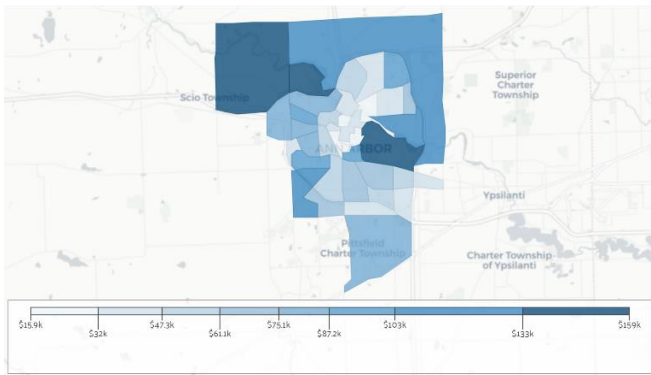 Superior
Charter
Township
Scio Township
ANN ARBOR
Ypsilanti
Pittsfield
Charter Township
Charter Township
of Ypsilanti
$15.9k
$32k
$47.3k
$61.1k
$75.1k
$87.2k
$103k
$133k
$159k